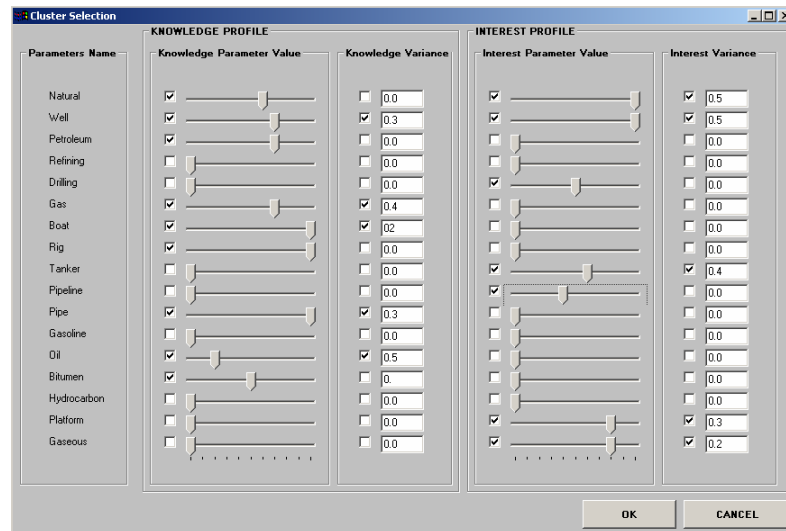 Cluster Selection
KNOWLEDGE PROFILE INTEREST PROFILE
Parameters Name Knowledge Parameter Value Knowledge Variance Interest Parameter Value Interest Variance
Natural 0.0 0.5
Well 0.3 0.5
Petroleum 0.0 0.0
Refining 0.0 0.0
Drilling 0.0 0.0
Gas 0.4 0.0
Boat 02 0.0
Rig 0.0 0.0
Tanker 0.0 0.4
Pipeline 0.0 0.0
Pipe 0.3 0.0
Gasoline 0.0 0.0
Oil 0.5 0.0
Bitumen 0. 0.0
Hydrocarbon 0.0 0.0
Platform 0.0 0.3
Gaseous 0.0 0.2
OK CANCEL